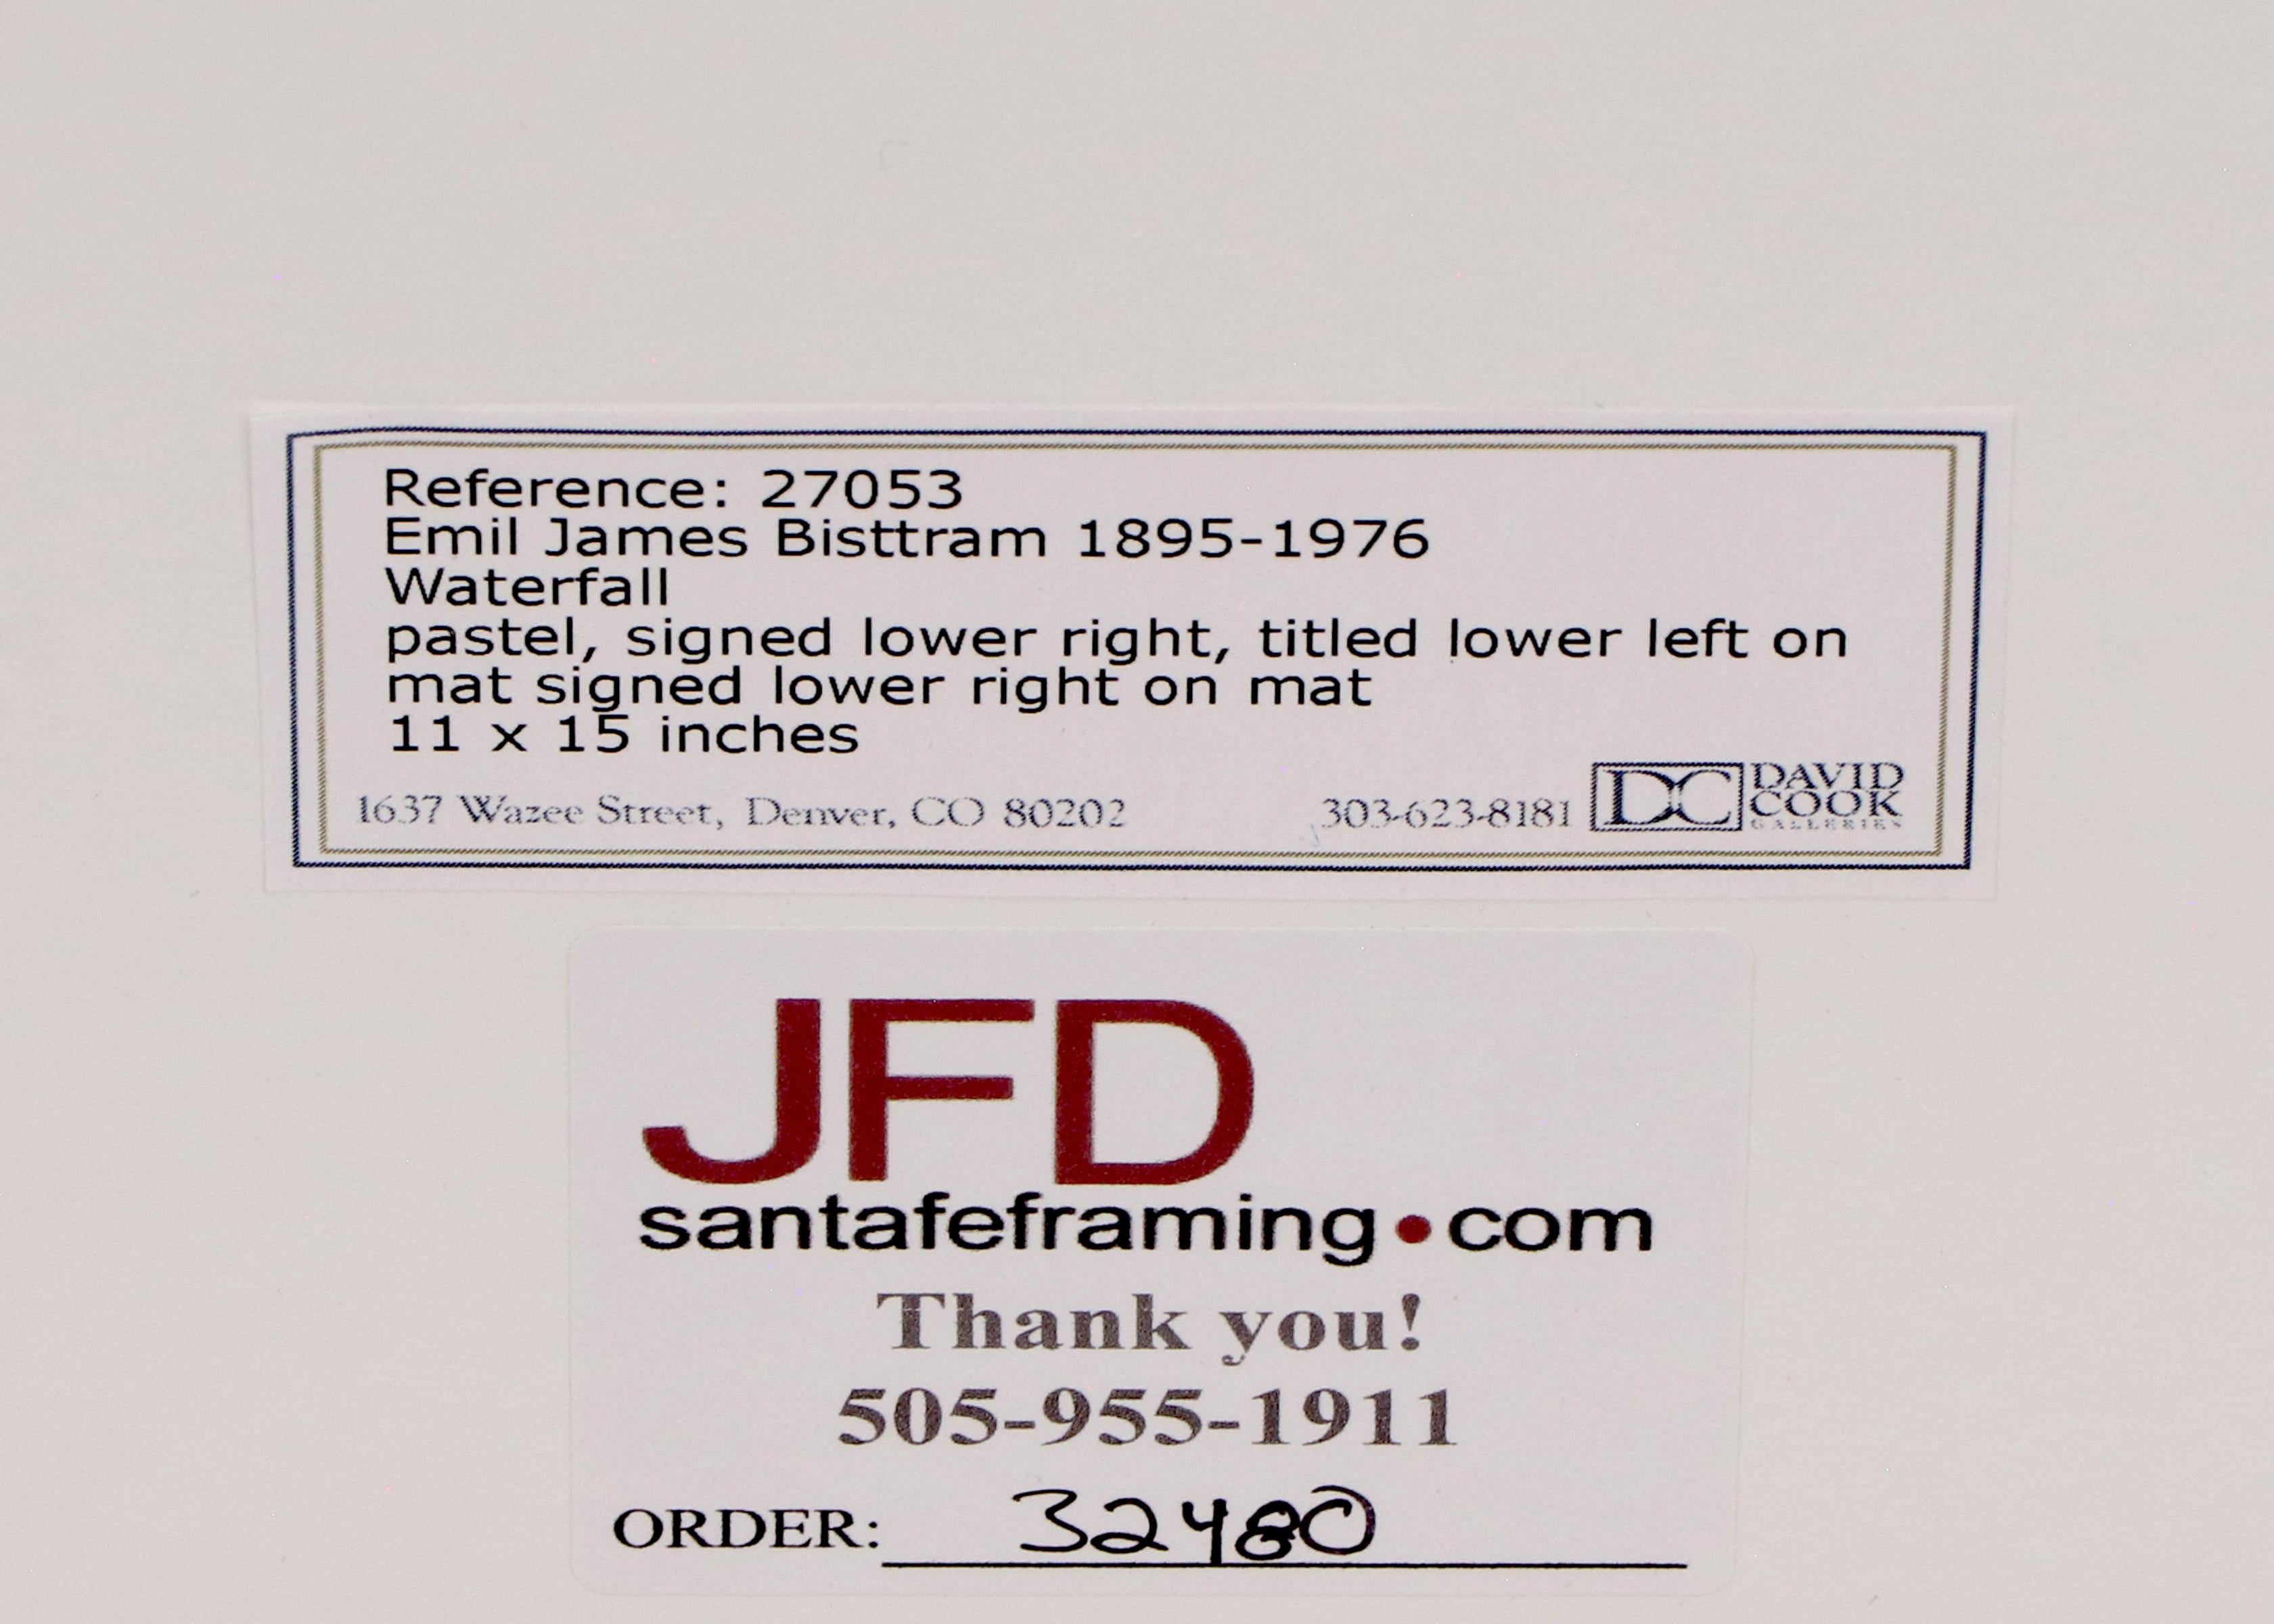 Reference: 27053
Emil James Bisttram 1895-1976
Waterfall
pastel, signed lower right, titled lower left on
mat signed lower right on mat
11 x 15 inches
1637 Wazee Street, Denver, CO 80202 303-623-8181 DC DAVID
COOK
GALLERIES
JFD
santafeframing•com
Thank you!
505-955-1911
ORDER: 32480